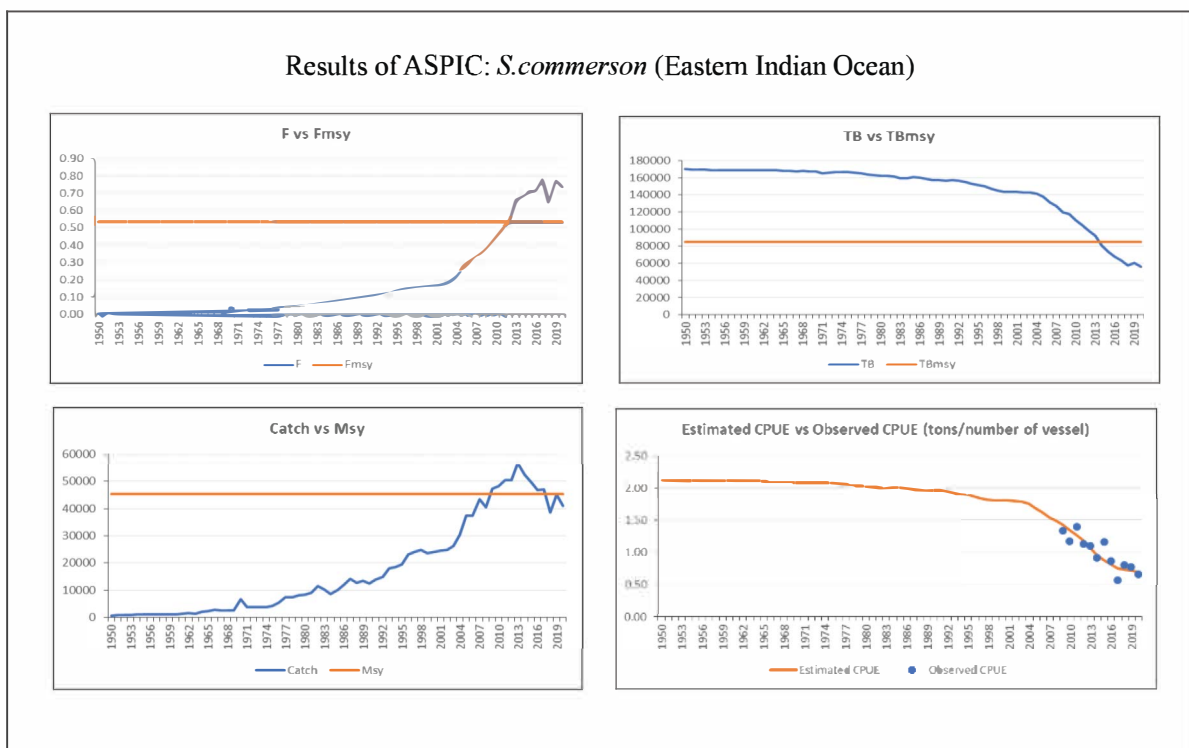 Results of ASPIC: S.commerson (Eastern Indian Ocean)
F vs Fmsy
0.90
0.80
0.70
0.60
0.50
0.40
0.30
0.20
0.10
0.00
1950 1953 1956 1959 1962 1965 1968 1971 1974 1977 1980 1983 1986 1989 1992 1995 1998 2001 2004 2007 2010 2013 2016 2019
F Fmsy
TB vs TBmsy
180000
160000
140000
120000
100000
80000
60000
40000
20000
0
1950 1953 1956 1959 1962 1965 1968 1971 1974 1977 1980 1983 1986 1989 1992 1995 1998 2001 2004 2007 2010 2013 2016 2019
TB TBmsy
Catch vs Msy
60000
50000
40000
30000
20000
10000
0
1950 1953 1956 1959 1962 1965 1968 1971 1974 1977 1980 1983 1986 1989 1992 1995 1998 2001 2004 2007 2010 2013 2016 2019
Catch Msy
Estimated CPUE vs Observed CPUE (tons/number of vessel)
2.50
2.00
1.50
1.00
0.50
0.00
1950 1953 1956 1959 1962 1965 1968 1971 1974 1977 1980 1983 1986 1989 1992 1995 1998 2001 2004 2007 2010 2013 2016 2019
Estimated CPUE Observed CPUE